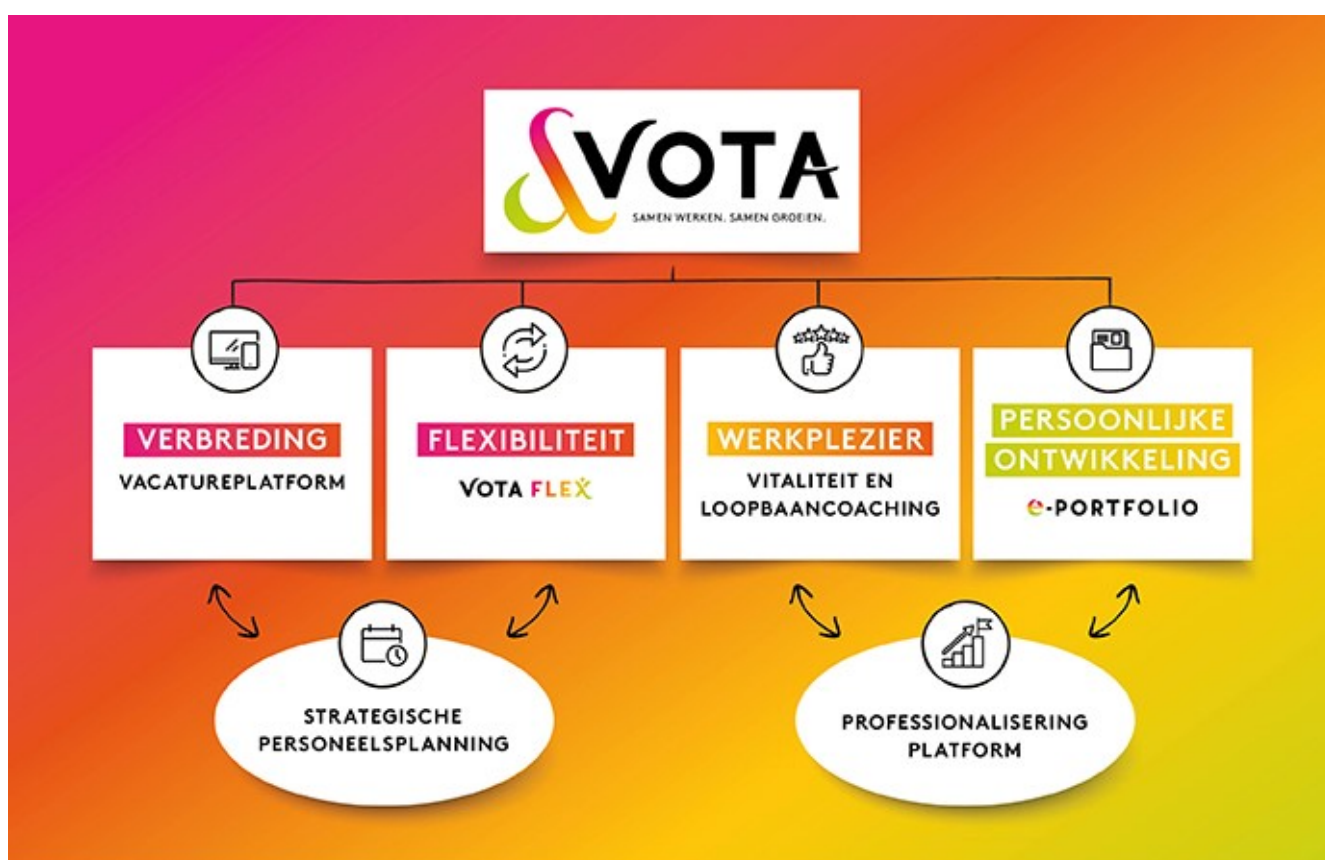 &VOTA
SAMEN WERKEN. SAMEN GROEIEN.
VERBREDING
VACATUREPLATFORM
FLEXIBILITEIT
VOTA FLEX
WERKPLEZIER
VITALITEIT EN
LOOPBAANCOACHING
PERSOONLIJKE
ONTWIKKELING
e-PORTFOLIO
STRATEGISCHE
PERSONEELSPLANNING
PROFESSIONALISERING
PLATFORM